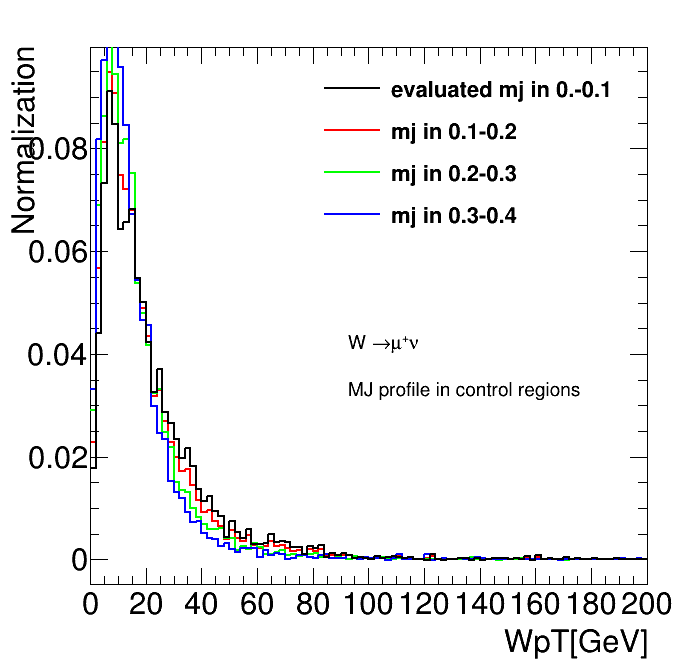 Normalization
evaluated mj in 0.-0.1
mj in 0.1-0.2
mj in 0.2-0.3
mj in 0.3-0.4
W →μ⁺ν
MJ profile in control regions
0.08
0.06
0.04
0.02
0
0 20 40 60 80 100 120 140 160 180 200
WpT[GeV]